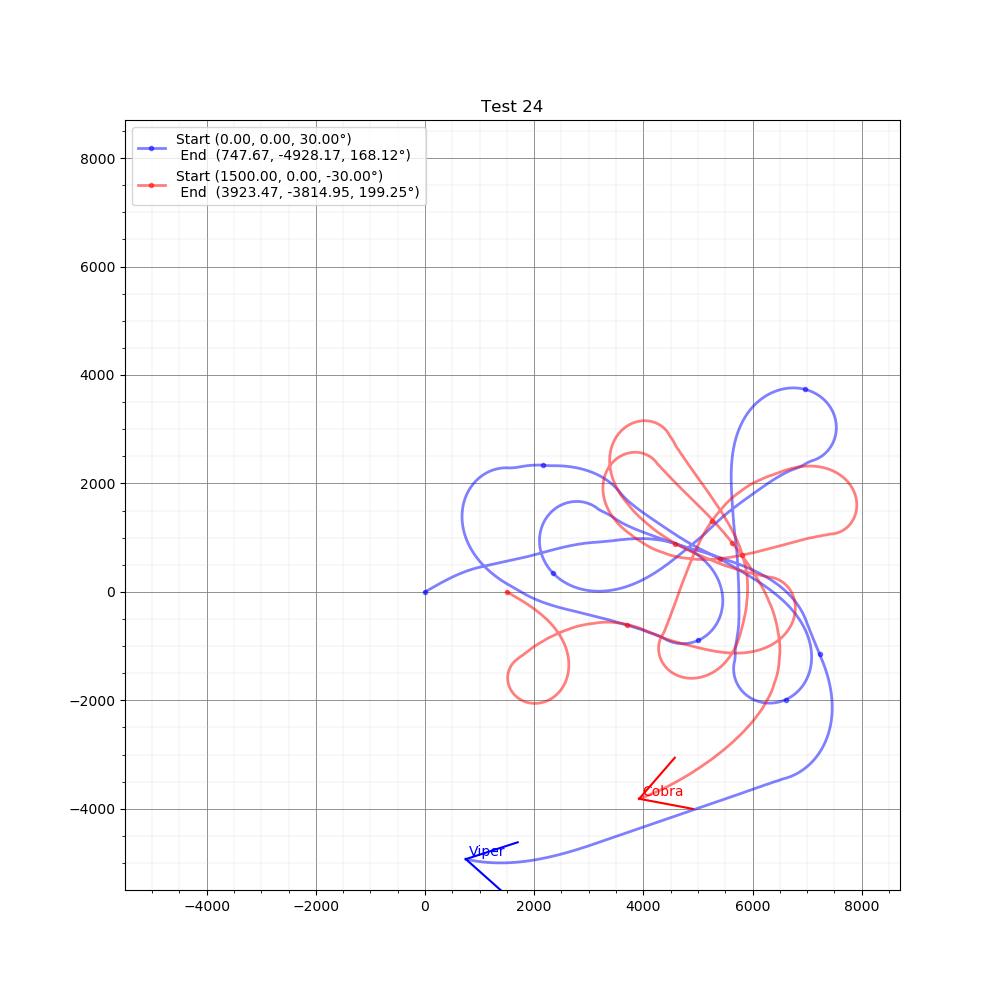 Test 24
Start (0.00, 0.00, 30.00°)
End (747.67, -4928.17, 168.12°)
Start (1500.00, 0.00, -30.00°)
End (3923.47, -3814.95, 199.25°)
8000
6000
4000
2000
0
−2000
−4000
Cobra
Viper
−4000 −2000 0 2000 4000 6000 8000